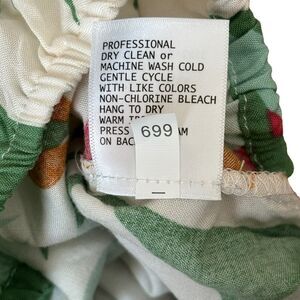 PROFESSIONAL
DRY CLEAN or
MACHINE WASH COLD
GENTLE CYCLE
WITH LIKE COLORS
NON-CHLORINE BLEACH
HANG TO DRY
WARM
PRESS
ON BAC
699